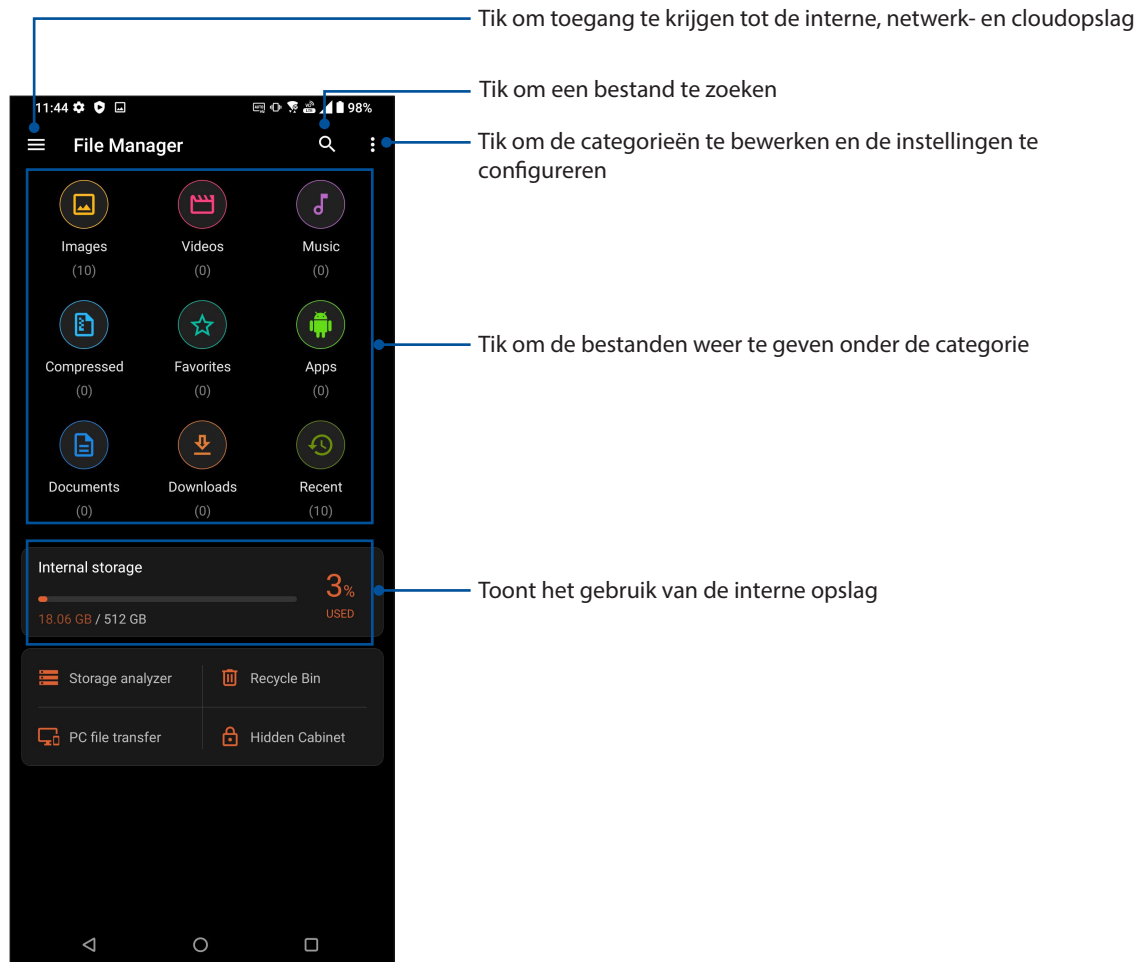 Tik om toegang te krijgen tot de interne, netwerk- en cloudopslag
Tik om een bestand te zoeken
Tik om de categorieën te bewerken en de instellingen te
configureren
11:44 98%
File Manager
Images Videos Music
(10) (0) (0)
Compressed Favorites Apps
(0) (0) (0)
Tik om de bestanden weer te geven onder de categorie
Documents Downloads Recent
(0) (0) (10)
Internal storage
3%
USED
18.06 GB / 512 GB
Toont het gebruik van de interne opslag
Storage analyzer Recycle Bin
PC file transfer Hidden Cabinet